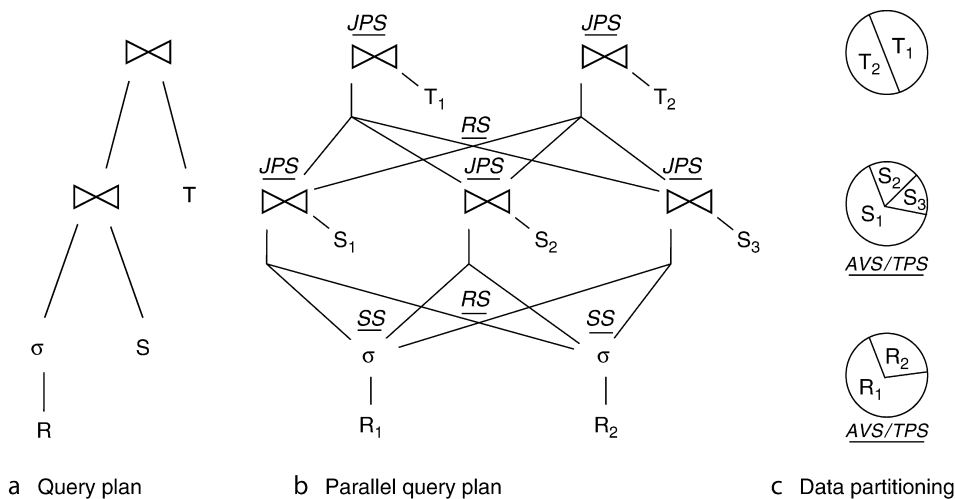 JPS JPS
T₁ T₂
RS
JPS JPS JPS
T
S₁ S₂ S₃
RS
SS SS
σ S σ σ
R R₁ R₂
a Query plan
b Parallel query plan
T₂ T₁
S₂
S₁ S₃
AVS/TPS
R₂
R₁
AVS/TPS
c Data partitioning